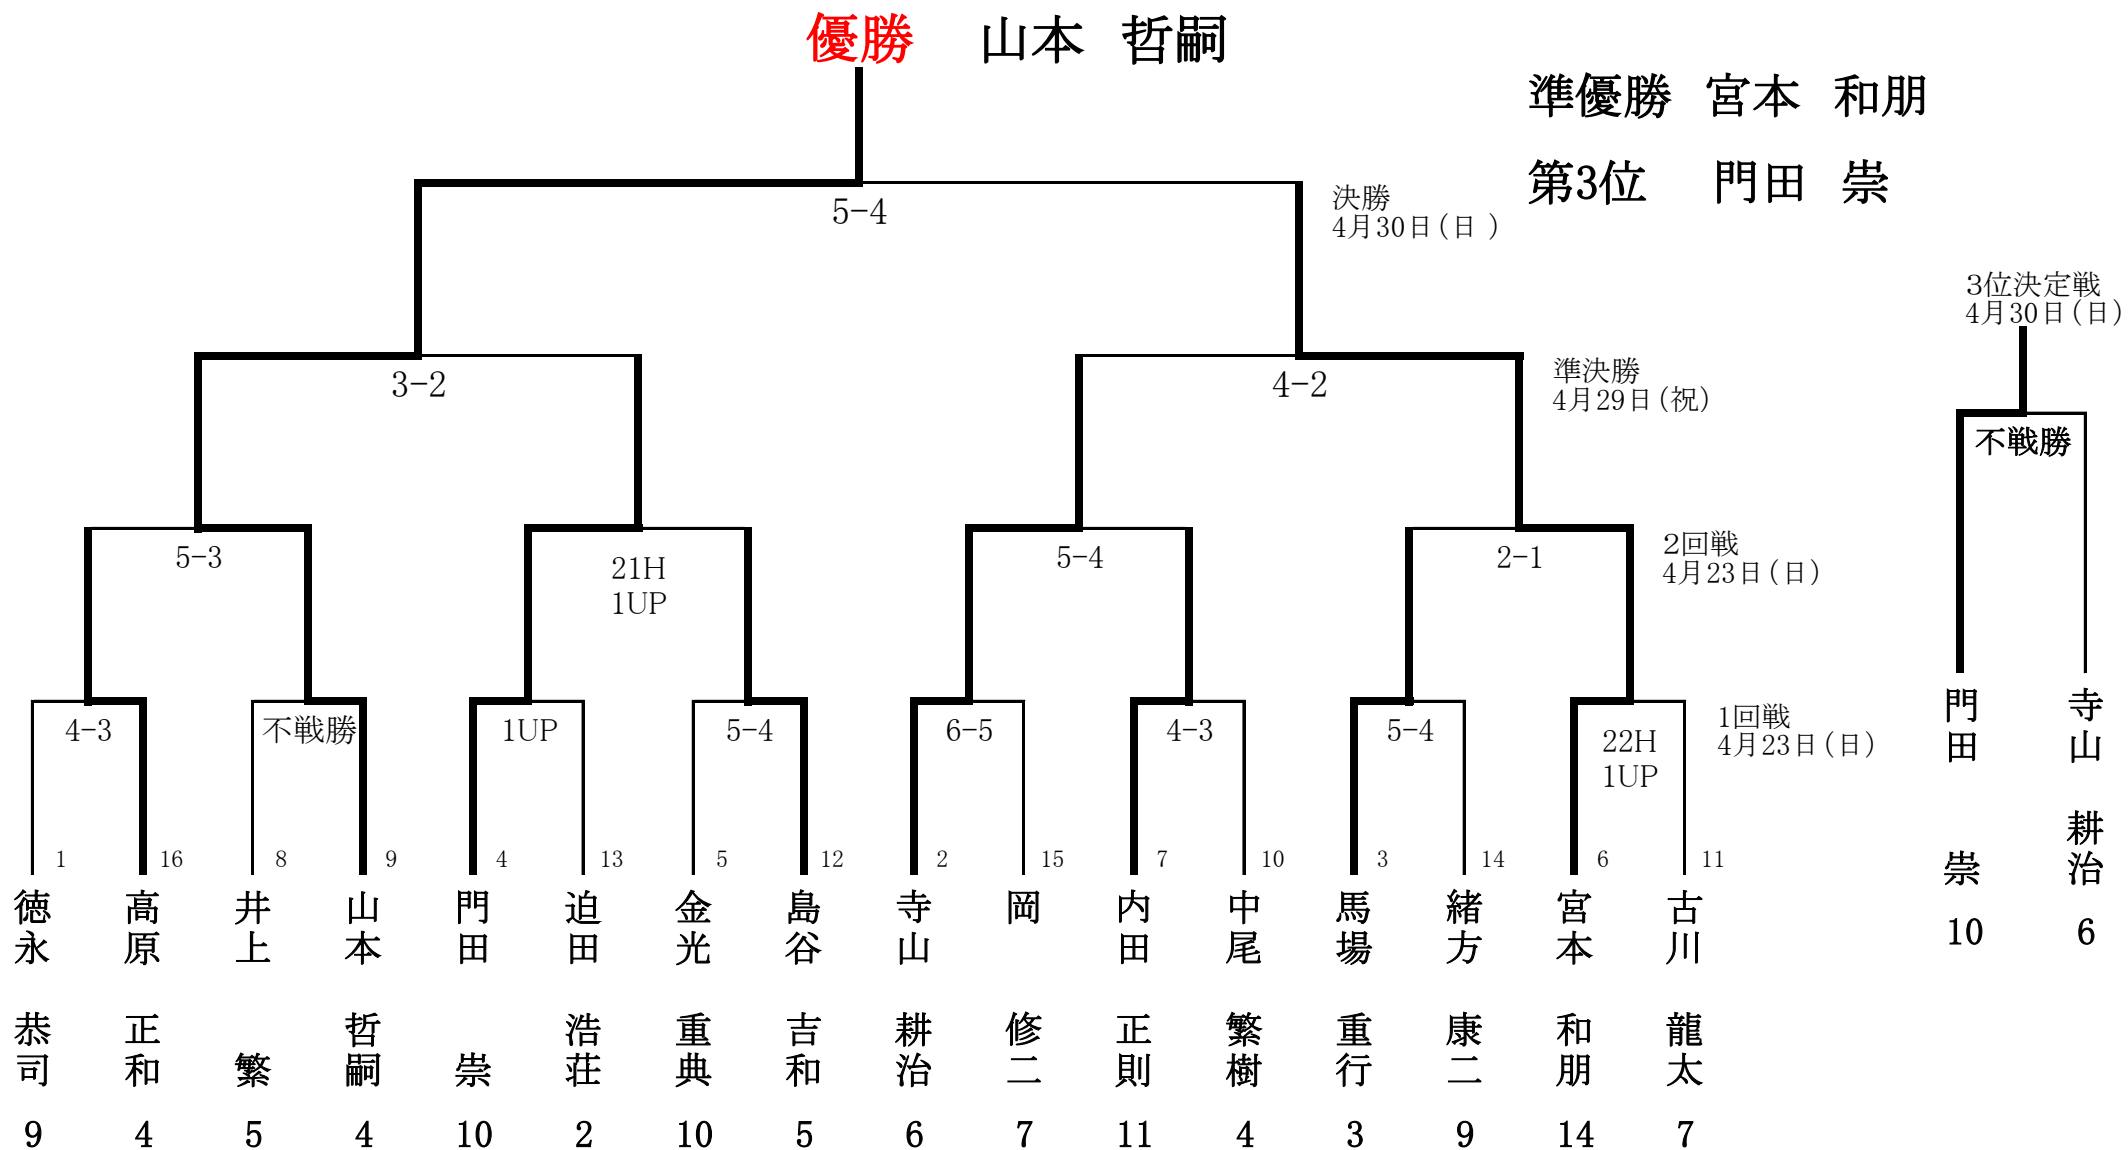 優勝 山本 哲嗣
準優勝 宮本 和朋
第3位 門田 崇
5-4
決勝
4月30日(日 )
3位決定戦
4月30日(日)
3-2
4-2
準決勝
4月29日(祝)
不戦勝
5-3
21H
1UP
5-4
2-1
2回戦
4月23日(日)
4-3
不戦勝
1UP
5-4
6-5
4-3
5-4
22H
1UP
1回戦
4月23日(日)
1 16 8 9 4 13 5 12 2 15 7 10 3 14 6 11
徳永 恭司
高原 正和
井上 繁
山本 哲嗣
門田 崇
迫田 浩荘
金光 重典
島谷 吉和
寺山 耕治
岡 修二
内田 正則
中尾 繁樹
馬場 重行
緒方 康二
宮本 和朋
古川 龍太
9 4 5 4 10 2 10 5 6 7 11 4 3 9 14 7
門田 崇
寺山 耕治
10 6